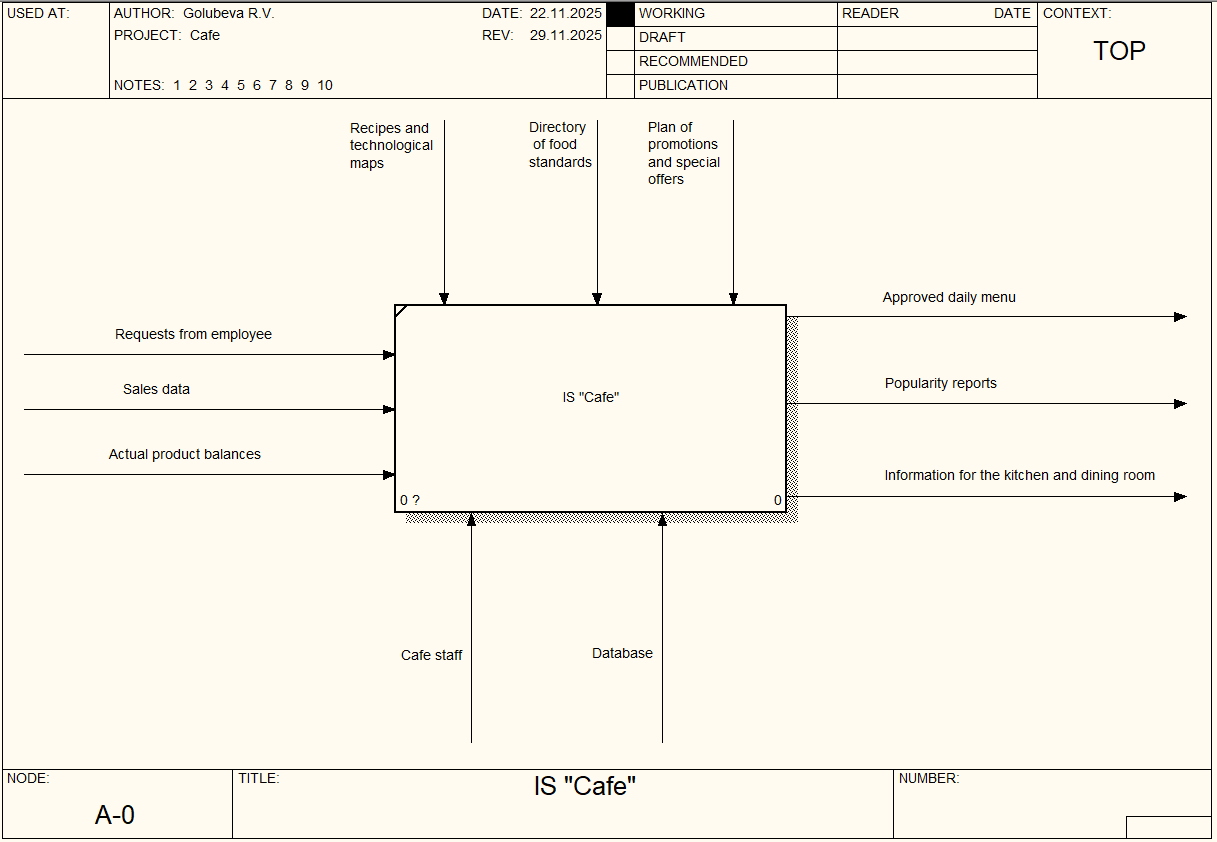 USED AT:
AUTHOR: Golubeva R.V.
DATE: 22.11.2025
PROJECT: Cafe
REV: 29.11.2025
NOTES: 1 2 3 4 5 6 7 8 9 10
WORKING
DRAFT
RECOMMENDED
PUBLICATION
READER
DATE
CONTEXT:
TOP
Recipes and
technological
maps
Directory
of food
standards
Plan of
promotions
and special
offers
Requests from employee
Sales data
Actual product balances
IS "Cafe"
0 ?
0
Approved daily menu
Popularity reports
Information for the kitchen and dining room
Cafe staff
Database
NODE:
A-0
TITLE:
IS "Cafe"
NUMBER: